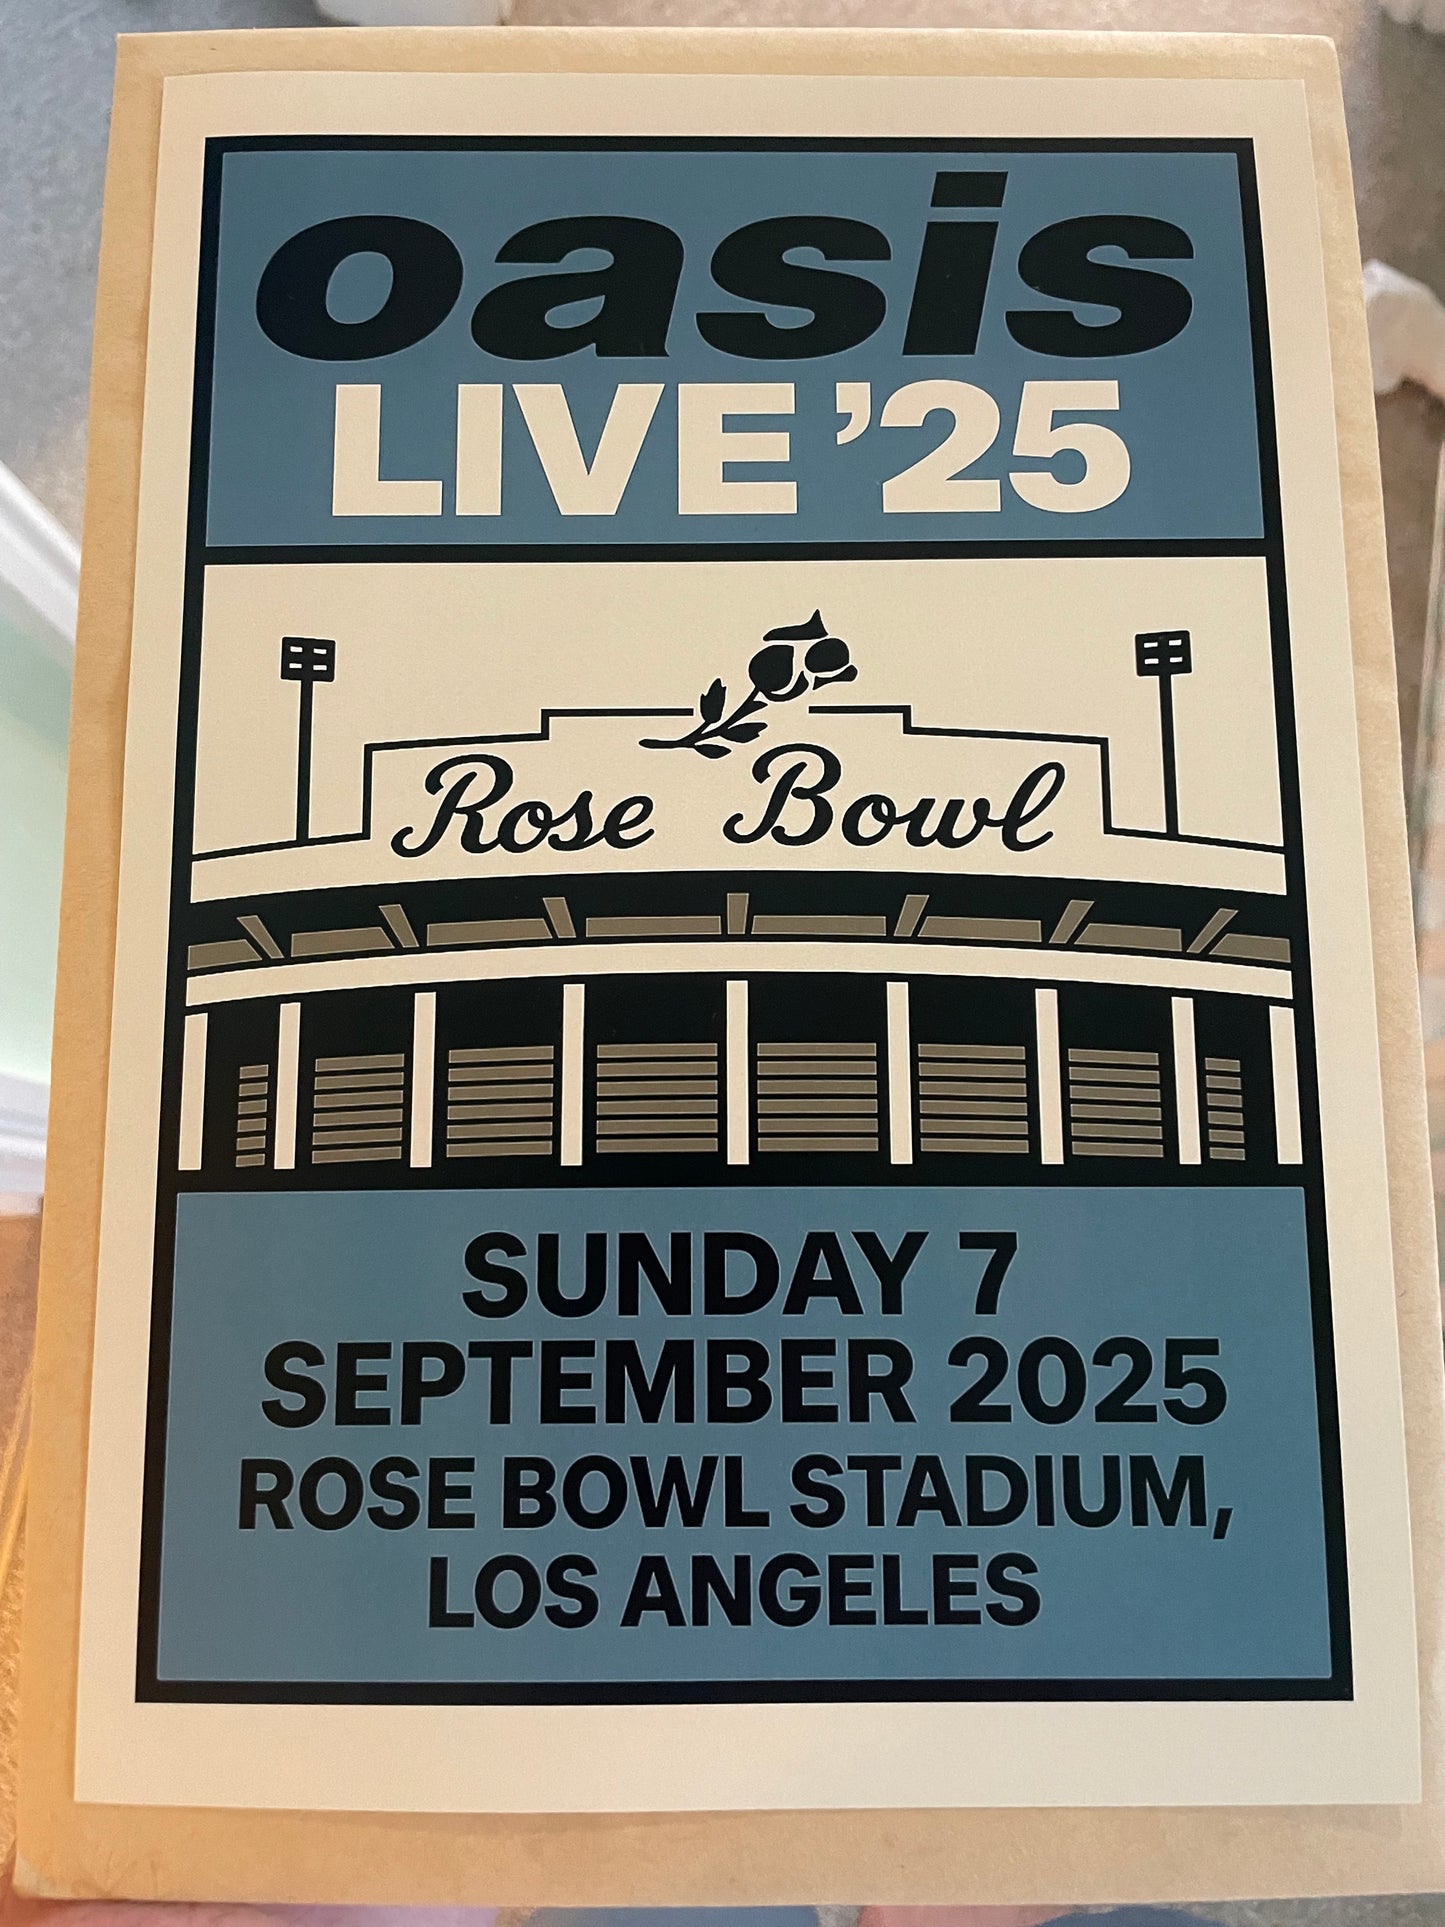 oasis
LIVE ’25
Rose Bowl
SUNDAY 7
SEPTEMBER 2025
ROSE BOWL STADIUM,
LOS ANGELES